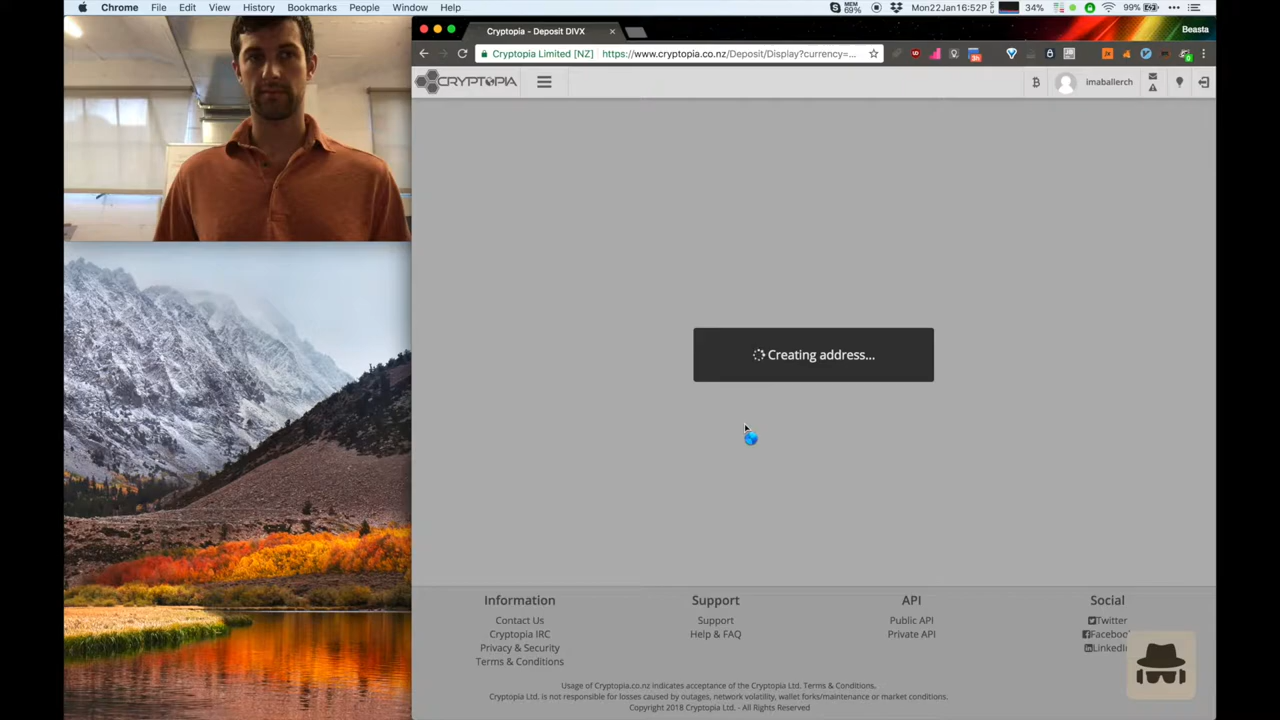 Chrome File Edit View History Bookmarks People Window Help
MEM 69% Mon22Jan16:52P 34% 99%
Cryptopia - Deposit DIVX
Beasta
Cryptopia Limited [NZ] https://www.cryptopia.co.nz/Deposit/Display?currency=...
CRYPTOPIA
imaballerch
Creating address...
Information Support API Social
Contact Us Support Public API Twitter
Cryptopia IRC Help & FAQ Private API
Privacy & Security
Terms & Conditions
Usage of Cryptopia.co.nz indicates acceptance of the Cryptopia Ltd. Terms & Conditions.
Cryptopia Ltd. is not responsible for losses caused by outages, network volatility, wallet forks/maintenance or market conditions.
Copyright 2018 Cryptopia Ltd. - All Rights Reserved